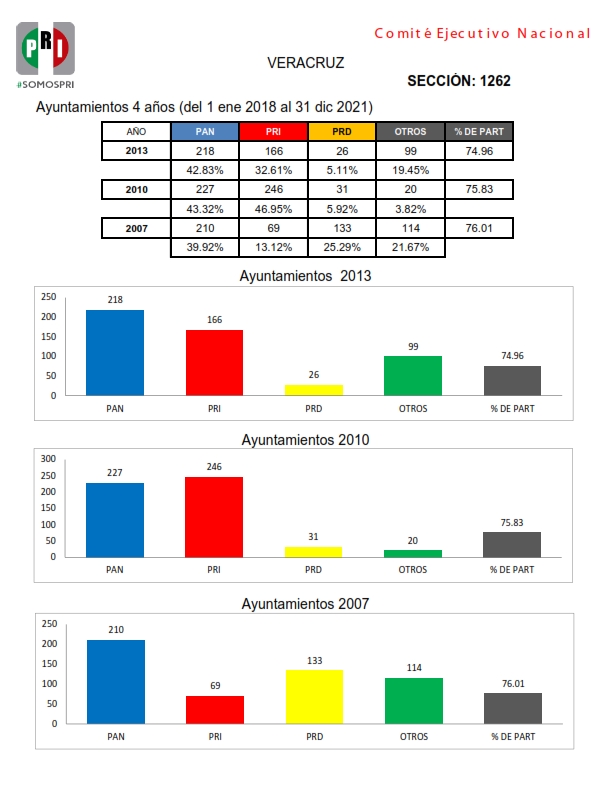 Comité Ejecutivo Nacional
PRI
#SOMOSPRI
VERACRUZ
SECCIÓN: 1262
Ayuntamientos 4 años (del 1 ene 2018 al 31 dic 2021)
AÑO PAN PRI PRD OTROS % DE PART
2013 218 166 26 99 74.96
42.83% 32.61% 5.11% 19.45%
2010 227 246 31 20 75.83
43.32% 46.95% 5.92% 3.82%
2007 210 69 133 114 76.01
39.92% 13.12% 25.29% 21.67%
Ayuntamientos 2013
250
200
150
100
50
0
218
166
26
99
74.96
PAN PRI PRD OTROS % DE PART
Ayuntamientos 2010
300
250
200
150
100
50
0
227
246
31
20
75.83
PAN PRI PRD OTROS % DE PART
Ayuntamientos 2007
250
200
150
100
50
0
210
69
133
114
76.01
PAN PRI PRD OTROS % DE PART